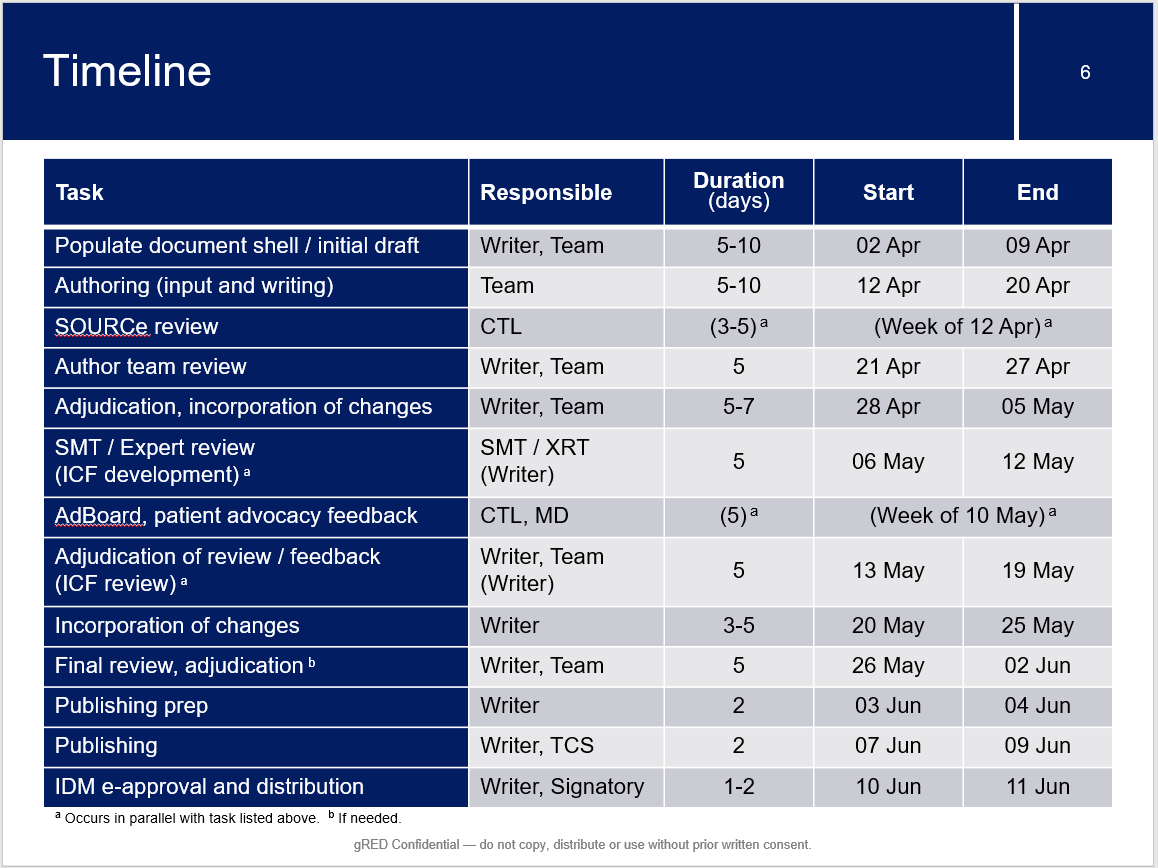 Timeline
6
Task Responsible Duration (days) Start End
Populate document shell / initial draft Writer, Team 5-10 02 Apr 09 Apr
Authoring (input and writing) Team 5-10 12 Apr 20 Apr
SOURCe review CTL (3-5) a (Week of 12 Apr) a
Author team review Writer, Team 5 21 Apr 27 Apr
Adjudication, incorporation of changes Writer, Team 5-7 28 Apr 05 May
SMT / Expert review SMT / XRT
(ICF development) a (Writer) 5 06 May 12 May
AdBoard, patient advocacy feedback CTL, MD (5) a (Week of 10 May) a
Adjudication of review / feedback Writer, Team
(ICF review) a (Writer) 5 13 May 19 May
Incorporation of changes Writer 3-5 20 May 25 May
Final review, adjudication b Writer, Team 5 26 May 02 Jun
Publishing prep Writer 2 03 Jun 04 Jun
Publishing Writer, TCS 2 07 Jun 09 Jun
IDM e-approval and distribution Writer, Signatory 1-2 10 Jun 11 Jun
a Occurs in parallel with task listed above. b If needed.
gRED Confidential — do not copy, distribute or use without prior written consent.